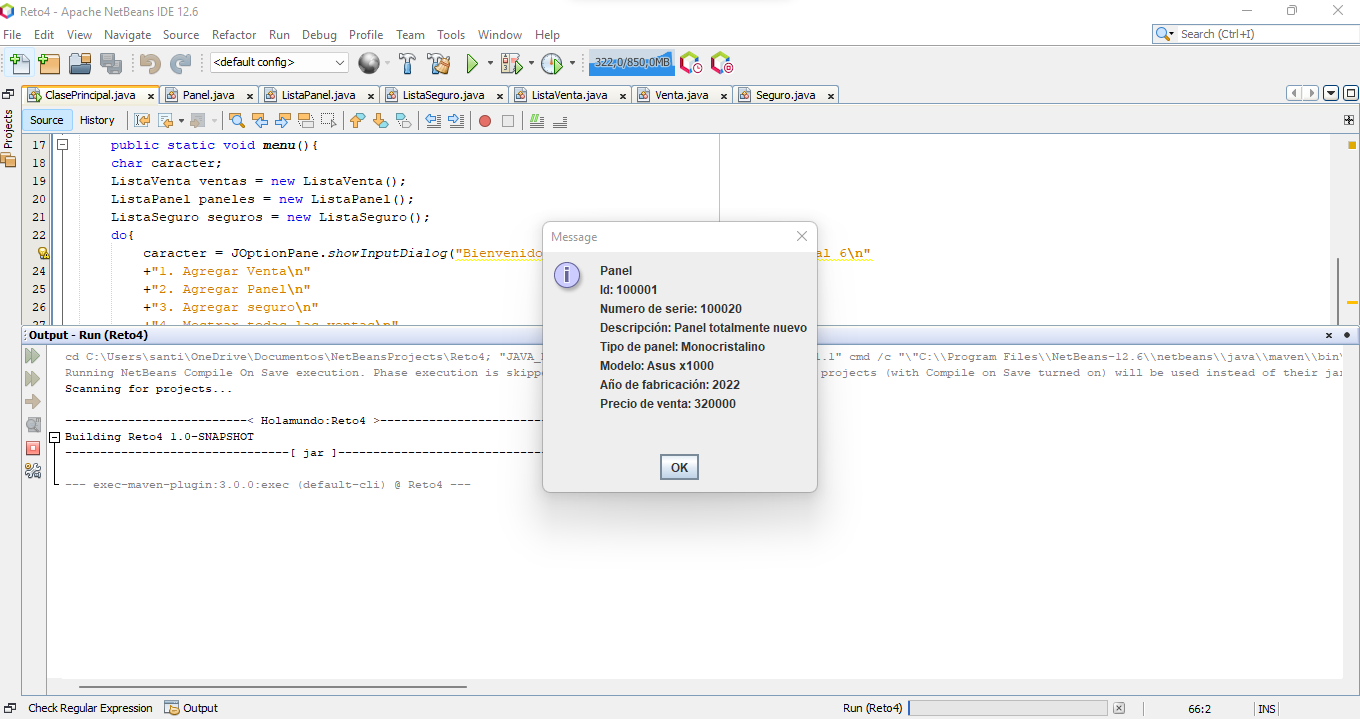 Reto4 - Apache NetBeans IDE 12.6
File Edit View Navigate Source Refactor Run Debug Profile Team Tools Window Help
Search (Ctrl+I)
<default config>
322,0/850,0MB
ClasePrincipal.java Panel.java ListaPanel.java ListaSeguro.java ListaVenta.java Venta.java Seguro.java
Projects
Source History
17 public static void menu(){
18 char caracter;
19 ListaVenta ventas = new ListaVenta();
20 ListaPanel paneles = new ListaPanel();
21 ListaSeguro seguros = new ListaSeguro();
22 do{
caracter = JOptionPane.showInputDialog("Bienvenido al 6\n"
24 +"1. Agregar Venta\n"
25 +"2. Agregar Panel\n"
26 +"3. Agregar seguro\n"
27 +"4. Mostrar todas las ventas\n"
Message
Panel
Id: 100001
Numero de serie: 100020
Descripción: Panel totalmente nuevo
Tipo de panel: Monocristalino
Modelo: Asus x1000
Año de fabricación: 2022
Precio de venta: 320000
OK
Output - Run (Reto4)
cd C:\Users\santi\OneDrive\Documentos\NetBeansProjects\Reto4; "JAVA_ 1.1" cmd /c "\"C:\\Program Files\\NetBeans-12.6\\netbeans\\java\\maven\\bin\
Running NetBeans Compile On Save execution. Phase execution is skipp projects (with Compile on Save turned on) will be used instead of their jar
Scanning for projects...
--------------------------< Holamundo:Reto4 >-----------------------
Building Reto4 1.0-SNAPSHOT
--------------------------------[ jar ]-----------------------------
--- exec-maven-plugin:3.0.0:exec (default-cli) @ Reto4 ---
Check Regular Expression Output Run (Reto4) 66:2 INS